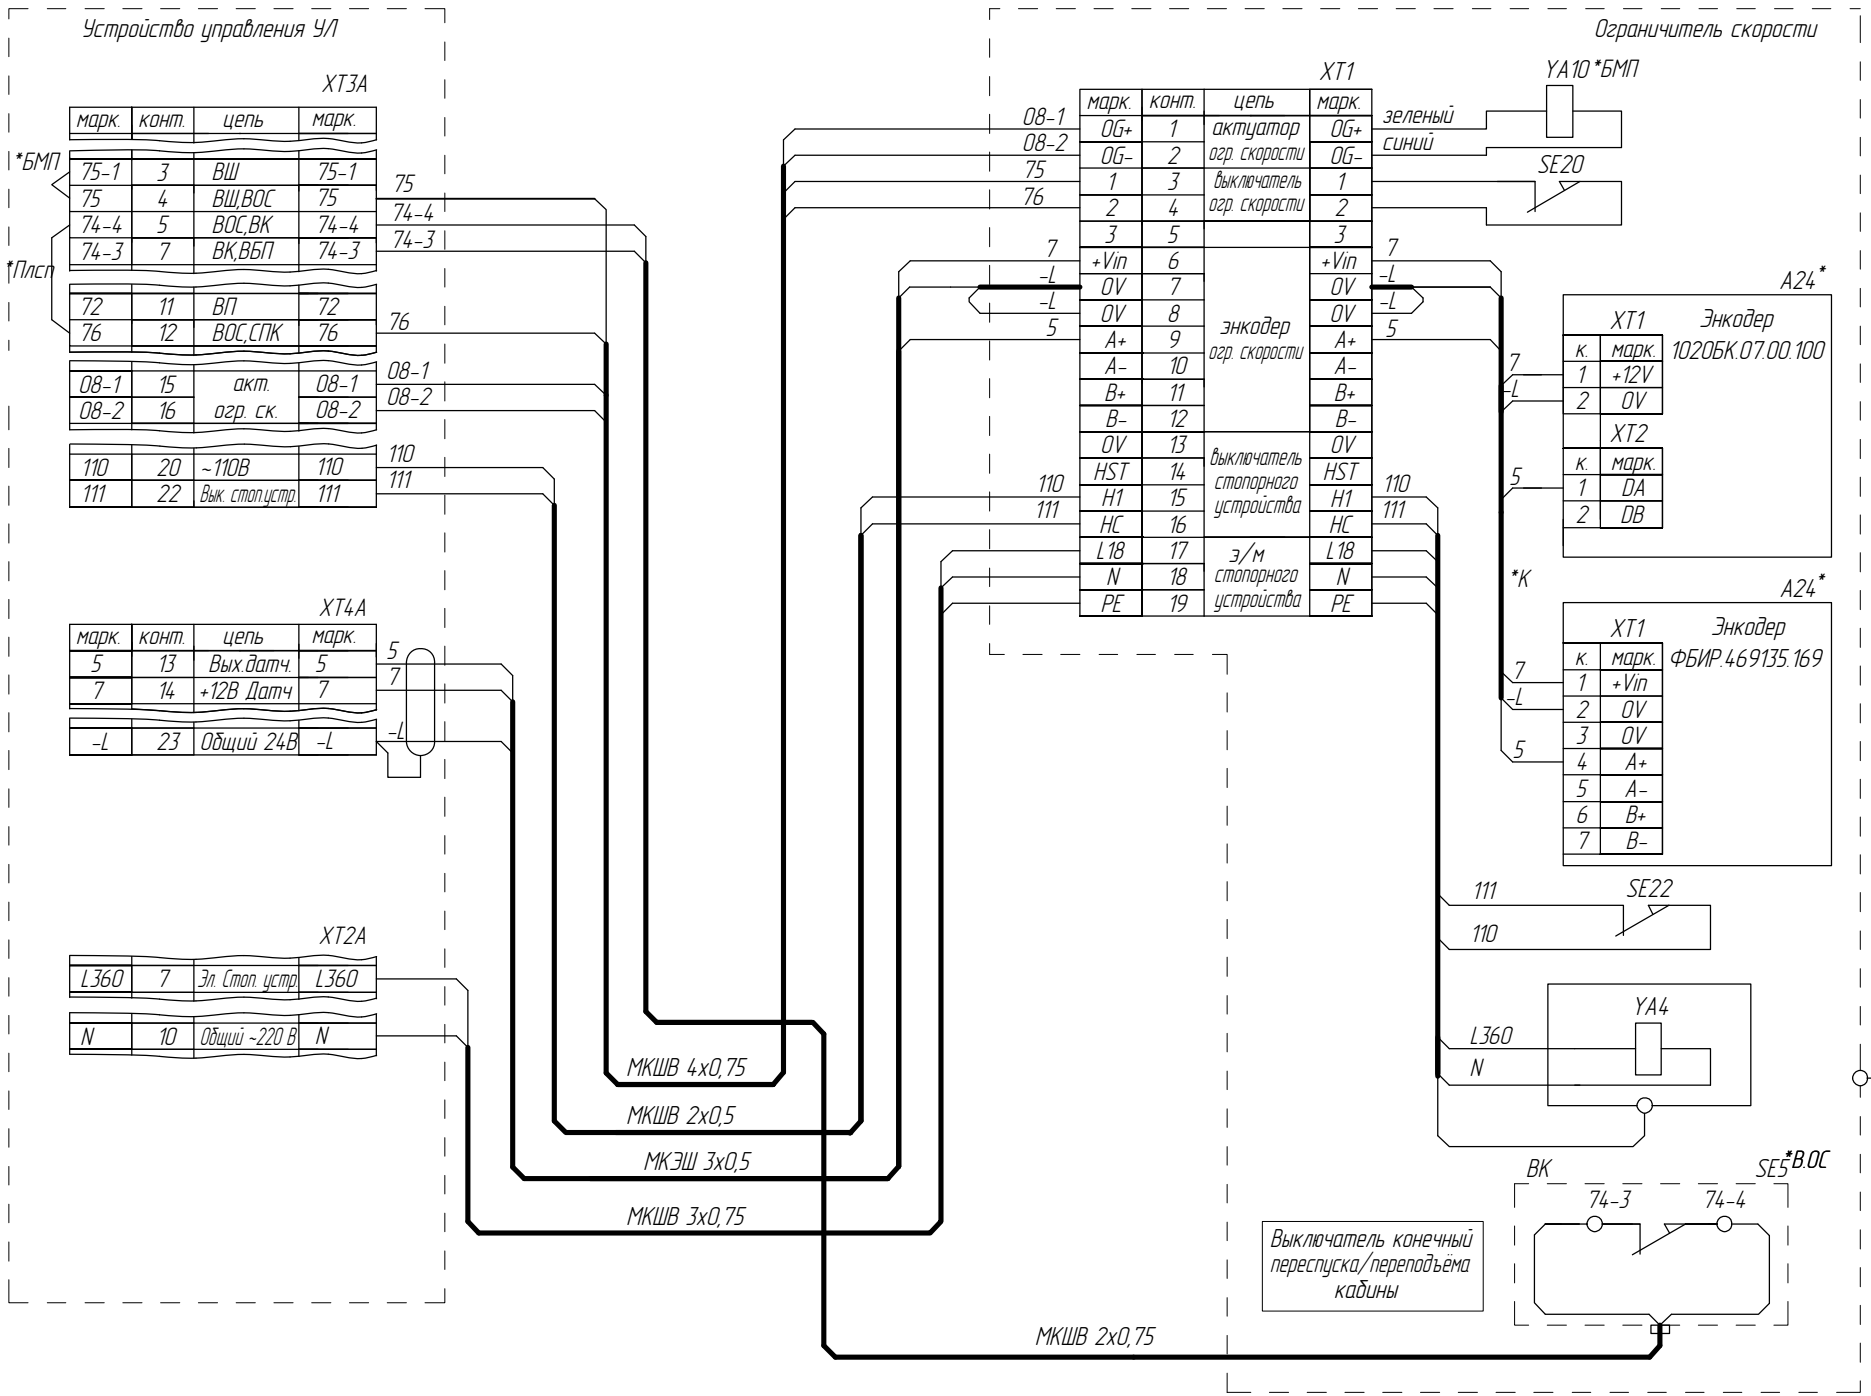 Устройство управления УЛ
ХТ3А
марк. конт. цепь марк.
*БМП
75-1 3 ВШ 75-1
75 4 ВШ,ВОС 75 75
74-4 5 ВОС,ВК 74-4 74-4
74-3 7 ВК,ВБП 74-3 74-3
*Плсп
72 11 ВП 72
76 12 ВОС,СПК 76 76
08-1 15 акт. 08-1 08-1
08-2 16 огр. ск. 08-2 08-2
110 20 ~110В 110 110
111 22 Вык. стоп.устр. 111 111
ХТ4А
марк. конт. цепь марк.
5 13 Вых.датч. 5 5
7 14 +12В Датч 7 7
-L 23 Общий 24В -L -L
ХТ2А
L360 7 Эл. Стоп. устр. L360
N 10 Общий ~220 В N
МКШВ 4х0,75
МКШВ 2х0,5
МКЭШ 3х0,5
МКШВ 3х0,75
МКШВ 2х0,75
Ограничитель скорости
ХТ1
марк. конт. цепь марк.
08-1 OG+ 1 актуатор OG+ зеленый
08-2 OG- 2 огр. скорости OG- синий
75 1 3 выключатель 1
76 2 4 огр. скорости 2
3 5 3
7 +Vin 6 +Vin 7
-L 0V 7 0V -L
-L 0V 8 энкодер 0V -L
5 A+ 9 огр. скорости A+ 5
A- 10 A-
B+ 11 B+
B- 12 B-
0V 13 выключатель 0V
HST 14 стопорного HST
110 H1 15 устройства H1 110
111 HC 16 HC 111
L18 17 э/м L18
N 18 стопорного N
PE 19 устройства PE
YA10 *БМП
SE20
А24*
ХТ1 Энкодер
к. марк. 1020БК.07.00.100
7 1 +12V
-L 2 0V
ХТ2
к. марк.
5 1 DA
2 DB
*К
А24*
ХТ1 Энкодер
к. марк. ФБИР.469135.169
7 1 +Vin
-L 2 0V
3 0V
5 4 A+
5 A-
6 B+
7 B-
111 SE22
110
YA4
L360
N
ВК SE5 *В.ОС
74-3 74-4
Выключатель конечный
переспуска/переподъёма
кабины